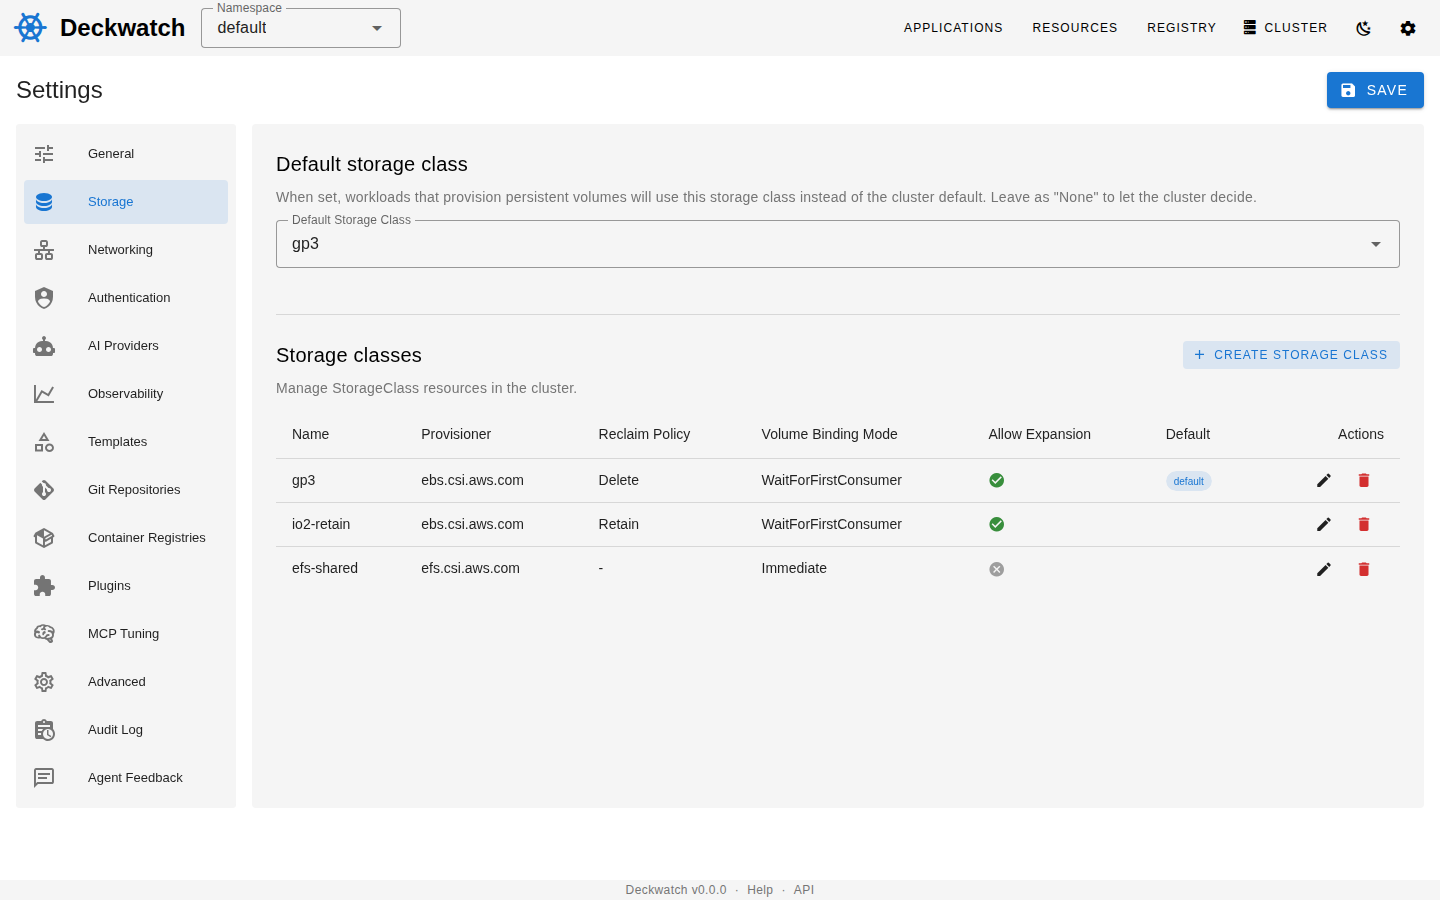 Deckwatch
Namespace
default
APPLICATIONS RESOURCES REGISTRY CLUSTER
Settings
SAVE
General
Storage
Networking
Authentication
AI Providers
Observability
Templates
Git Repositories
Container Registries
Plugins
MCP Tuning
Advanced
Audit Log
Agent Feedback
Default storage class
When set, workloads that provision persistent volumes will use this storage class instead of the cluster default. Leave as "None" to let the cluster decide.
Default Storage Class
gp3
Storage classes
CREATE STORAGE CLASS
Manage StorageClass resources in the cluster.
Name Provisioner Reclaim Policy Volume Binding Mode Allow Expansion Default Actions
gp3 ebs.csi.aws.com Delete WaitForFirstConsumer default
io2-retain ebs.csi.aws.com Retain WaitForFirstConsumer
efs-shared efs.csi.aws.com - Immediate
Deckwatch v0.0.0 · Help · API